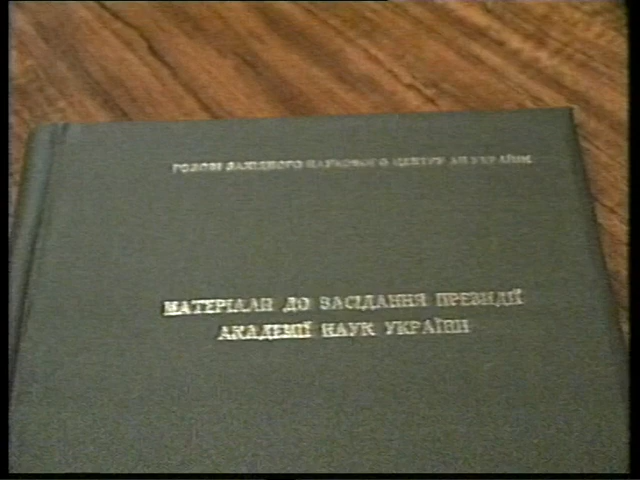 ГОЛОВІ ЗАХІДНОГО НАУКОВОГО ЦЕНТРУ АН УКРАЇНИ
МАТЕРІАЛИ ДО ЗАСІДАННЯ ПРЕЗИДІЇ
АКАДЕМІЇ НАУК УКРАЇНИ